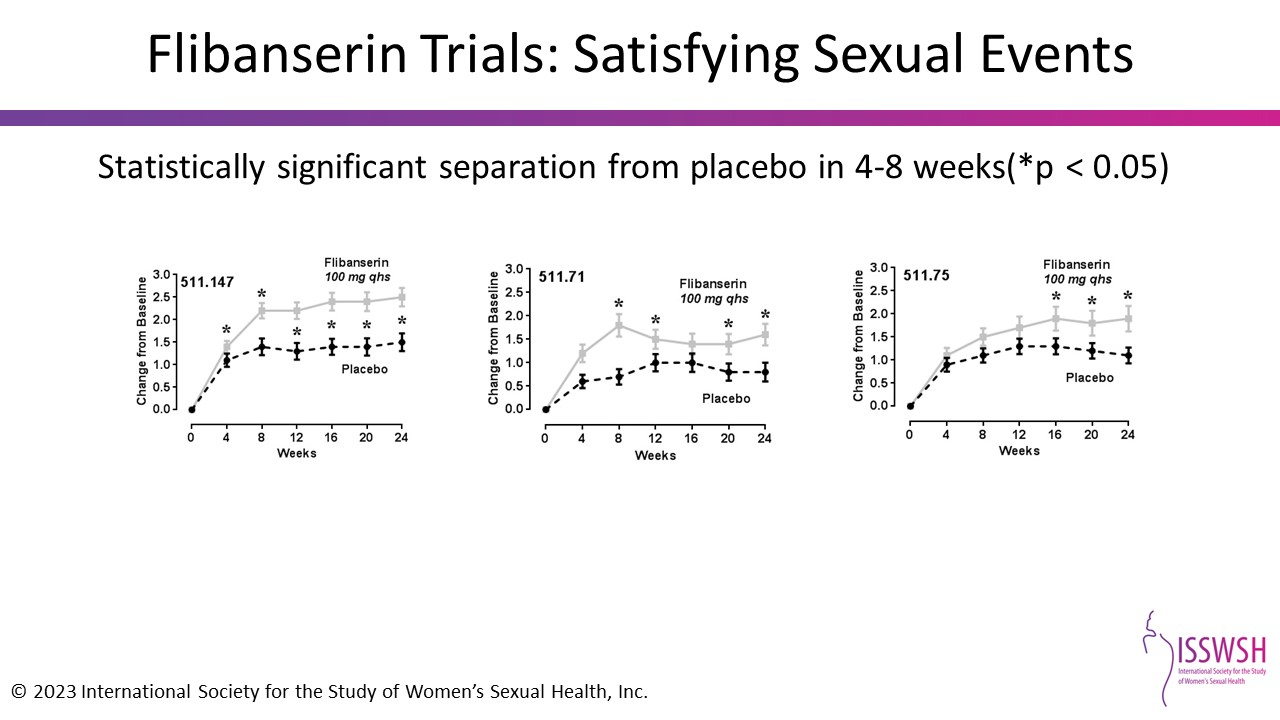 Flibanserin Trials: Satisfying Sexual Events
Statistically significant separation from placebo in 4-8 weeks(*p < 0.05)
511.147
Flibanserin
100 mg qhs
Change from Baseline
3.0
2.5
2.0
1.5
1.0
0.5
0.0
* * * * * *
Placebo
0 4 8 12 16 20 24
Weeks
511.71
Flibanserin
100 mg qhs
Change from Baseline
3.0
2.5
2.0
1.5
1.0
0.5
0.0
* * * *
Placebo
0 4 8 12 16 20 24
Weeks
511.75
Flibanserin
100 mg qhs
Change from Baseline
3.0
2.5
2.0
1.5
1.0
0.5
0.0
* * *
Placebo
0 4 8 12 16 20 24
Weeks
ISSWSH
International Society for the Study
of Women's Sexual Health
© 2023 International Society for the Study of Women’s Sexual Health, Inc.